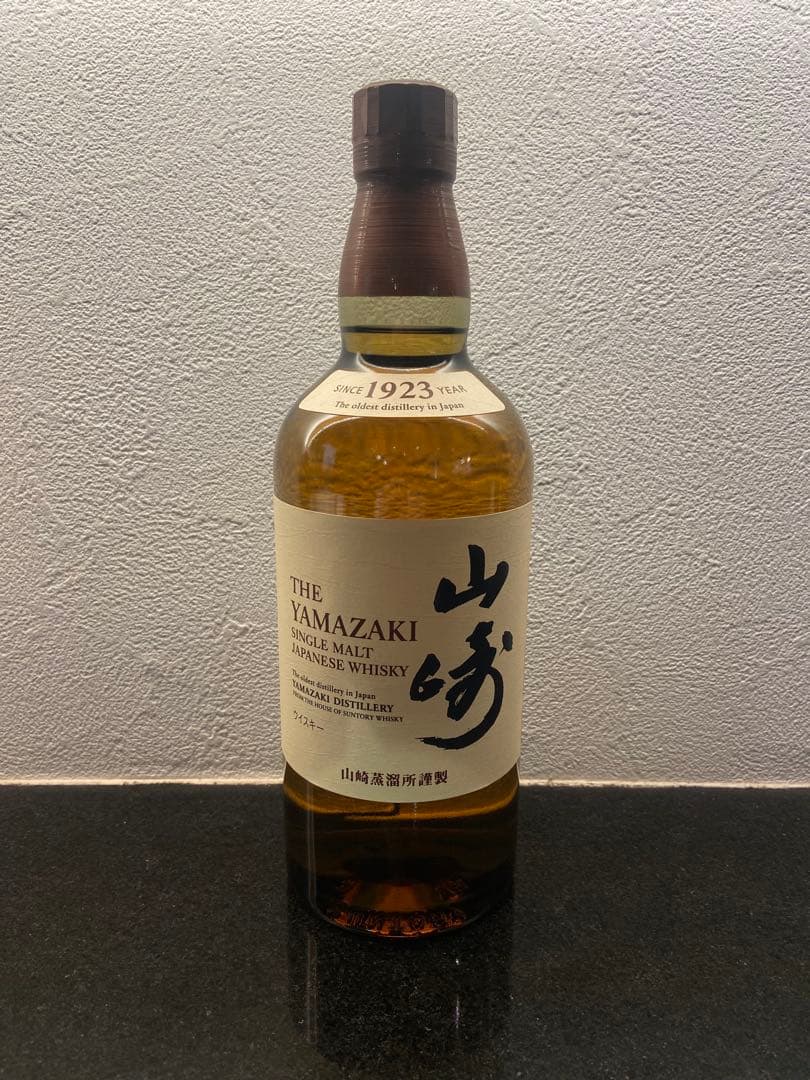 SINCE 1923 YEAR
The oldest distillery in Japan
THE
YAMAZAKI
SINGLE MALT
JAPANESE WHISKY
The oldest distillery in Japan
YAMAZAKI DISTILLERY
FROM THE HOUSE OF SUNTORY WHISKY
ウイスキー
山崎
山崎蒸溜所謹製